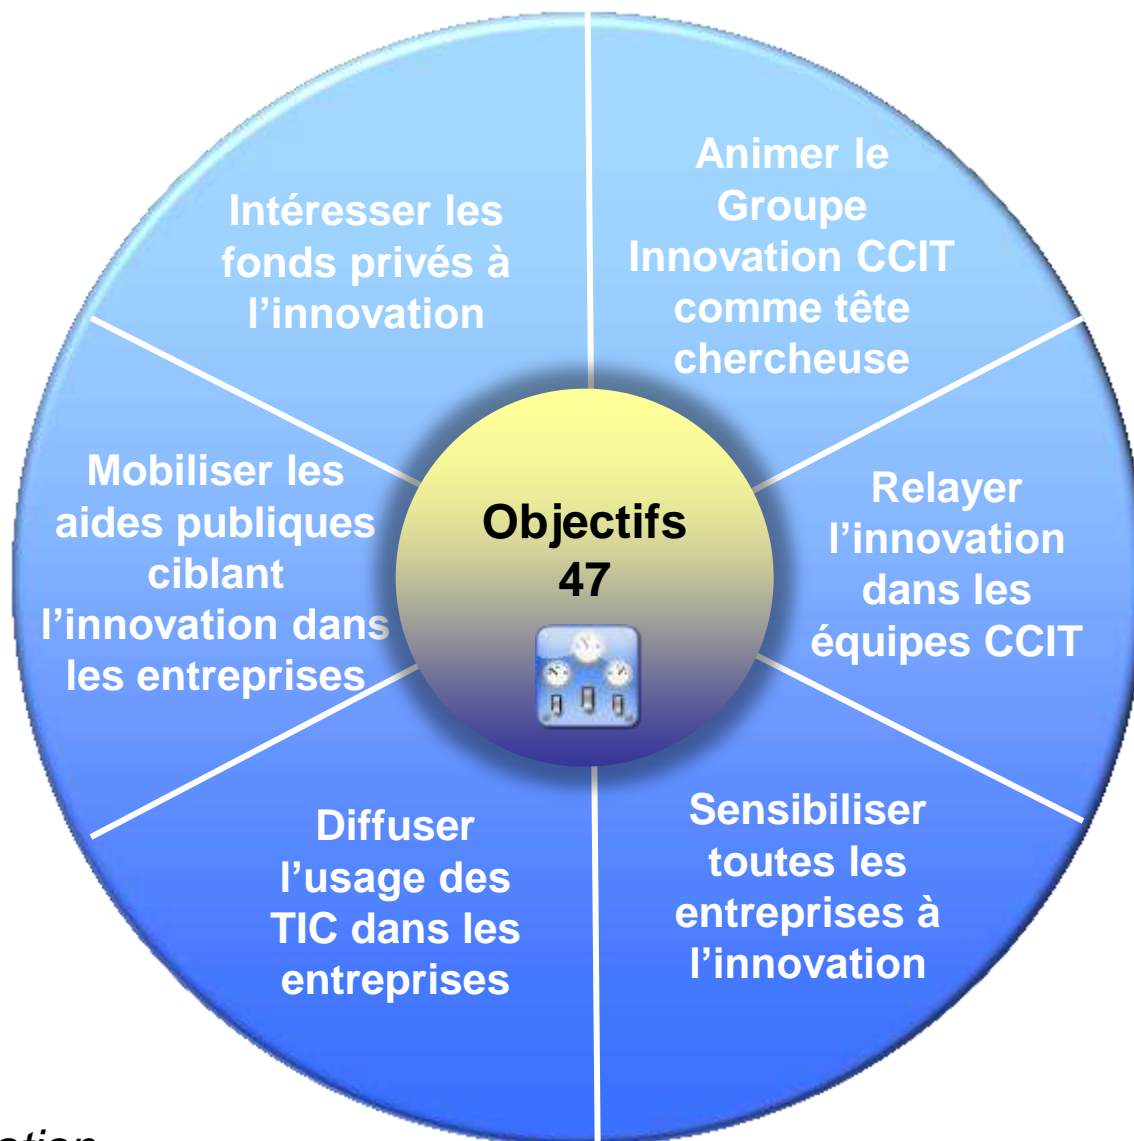 Animer le
Groupe
Innovation CCIT
comme tête
chercheuse
Relayer
l’innovation
dans les
équipes CCIT
Sensibiliser
toutes les
entreprises à
l’innovation
Diffuser
l’usage des
TIC dans les
entreprises
Mobiliser les
aides publiques
ciblant
l’innovation dans
les entreprises
Intéresser les
fonds privés à
l’innovation
Objectifs
47